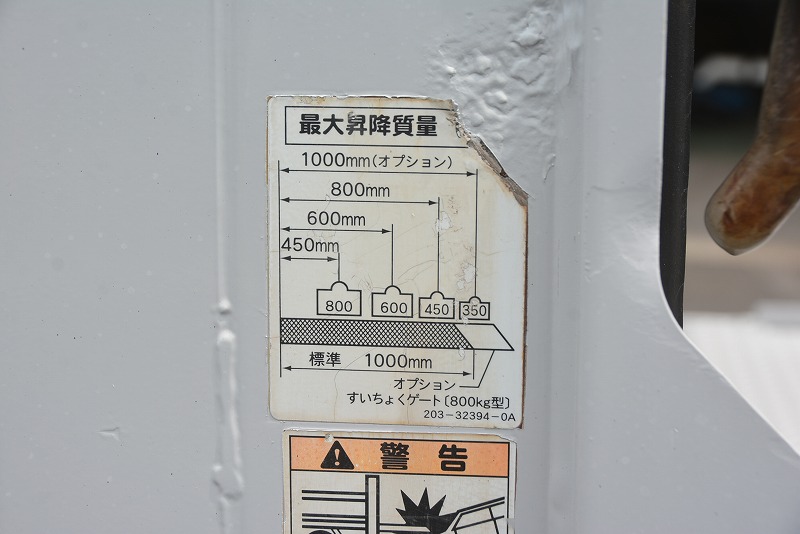 最大昇降質量
1000mm(オプション)
800mm
600mm
450mm
800 600 450 350
標準 1000mm
オプション
すいちょくゲート〔800kg型〕
203-32394-0A
警告